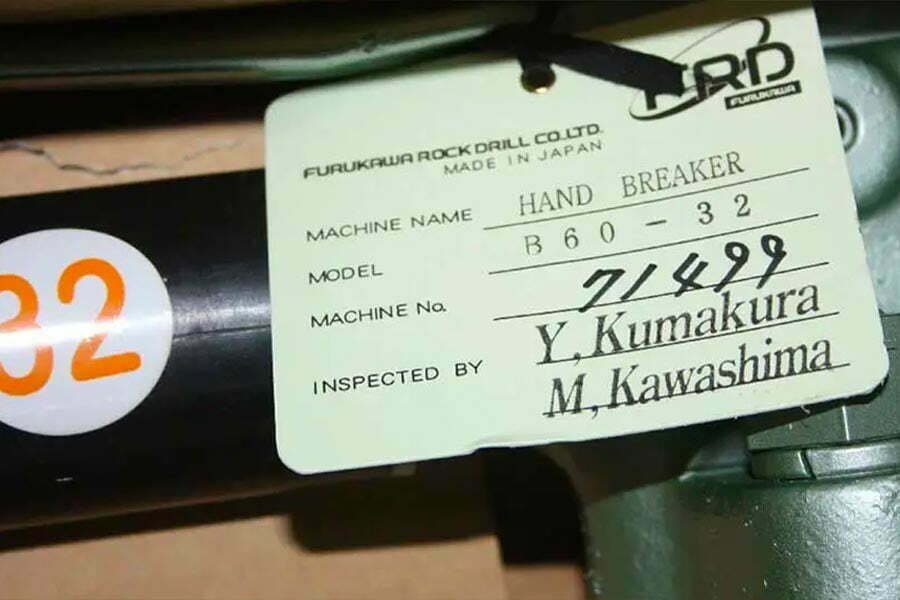 FRD
FURUKAWA
FURUKAWA ROCK DRILL CO.LTD.
MADE IN JAPAN
MACHINE NAME HAND BREAKER
MODEL B60-32
MACHINE No. 71499
INSPECTED BY Y,Kumakura
M,Kawashima
32